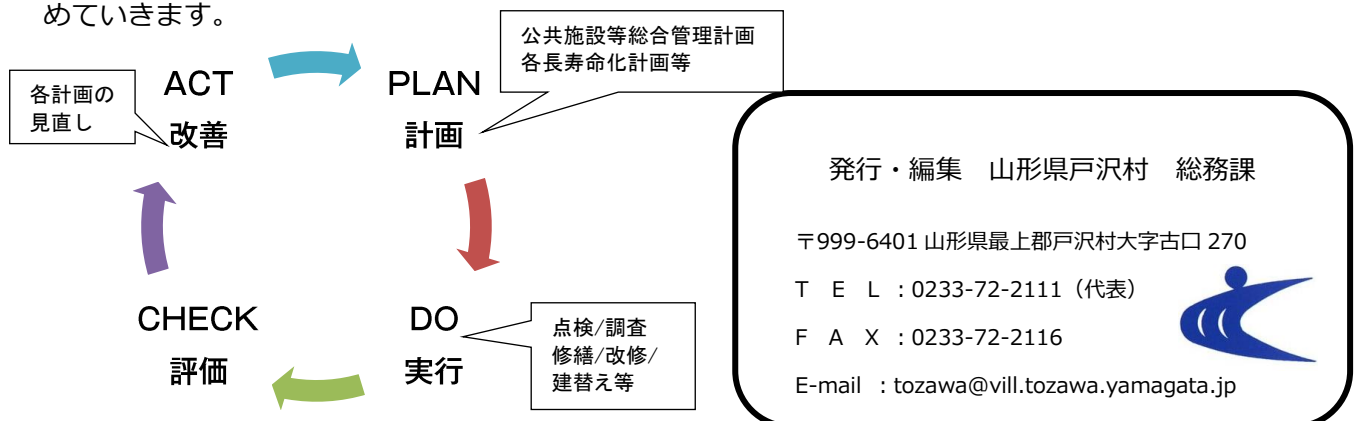 めていきます。
公共施設等総合管理計画
各長寿命化計画等
各計画の
見直し
ACT
改善
PLAN
計画
CHECK
評価
DO
実行
点検/調査
修繕/改修/
建替え等
発行・編集　山形県戸沢村　総務課
〒999-6401 山形県最上郡戸沢村大字古口 270
T　E　L ：0233-72-2111（代表）
F　A　X ：0233-72-2116
E-mail ：tozawa@vill.tozawa.yamagata.jp